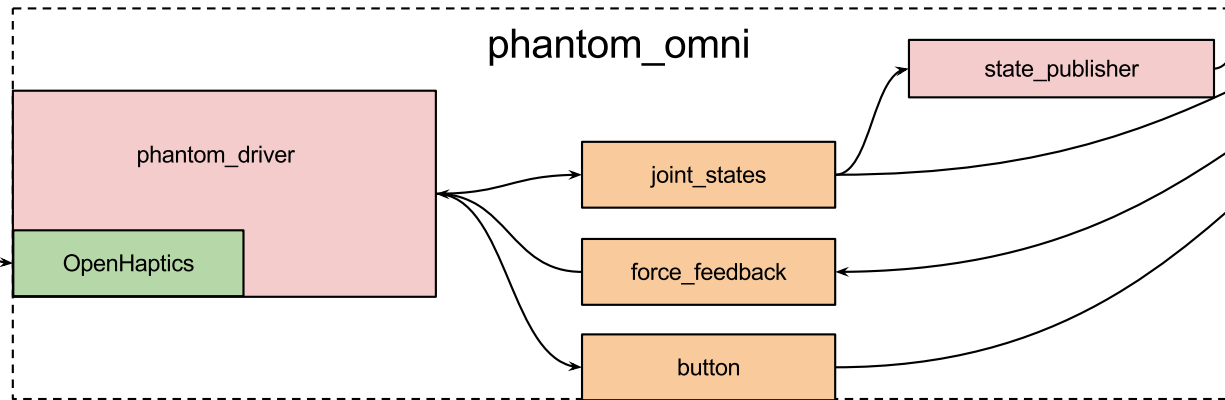 phantom_omni
state_publisher
phantom_driver
joint_states
OpenHaptics
force_feedback
button